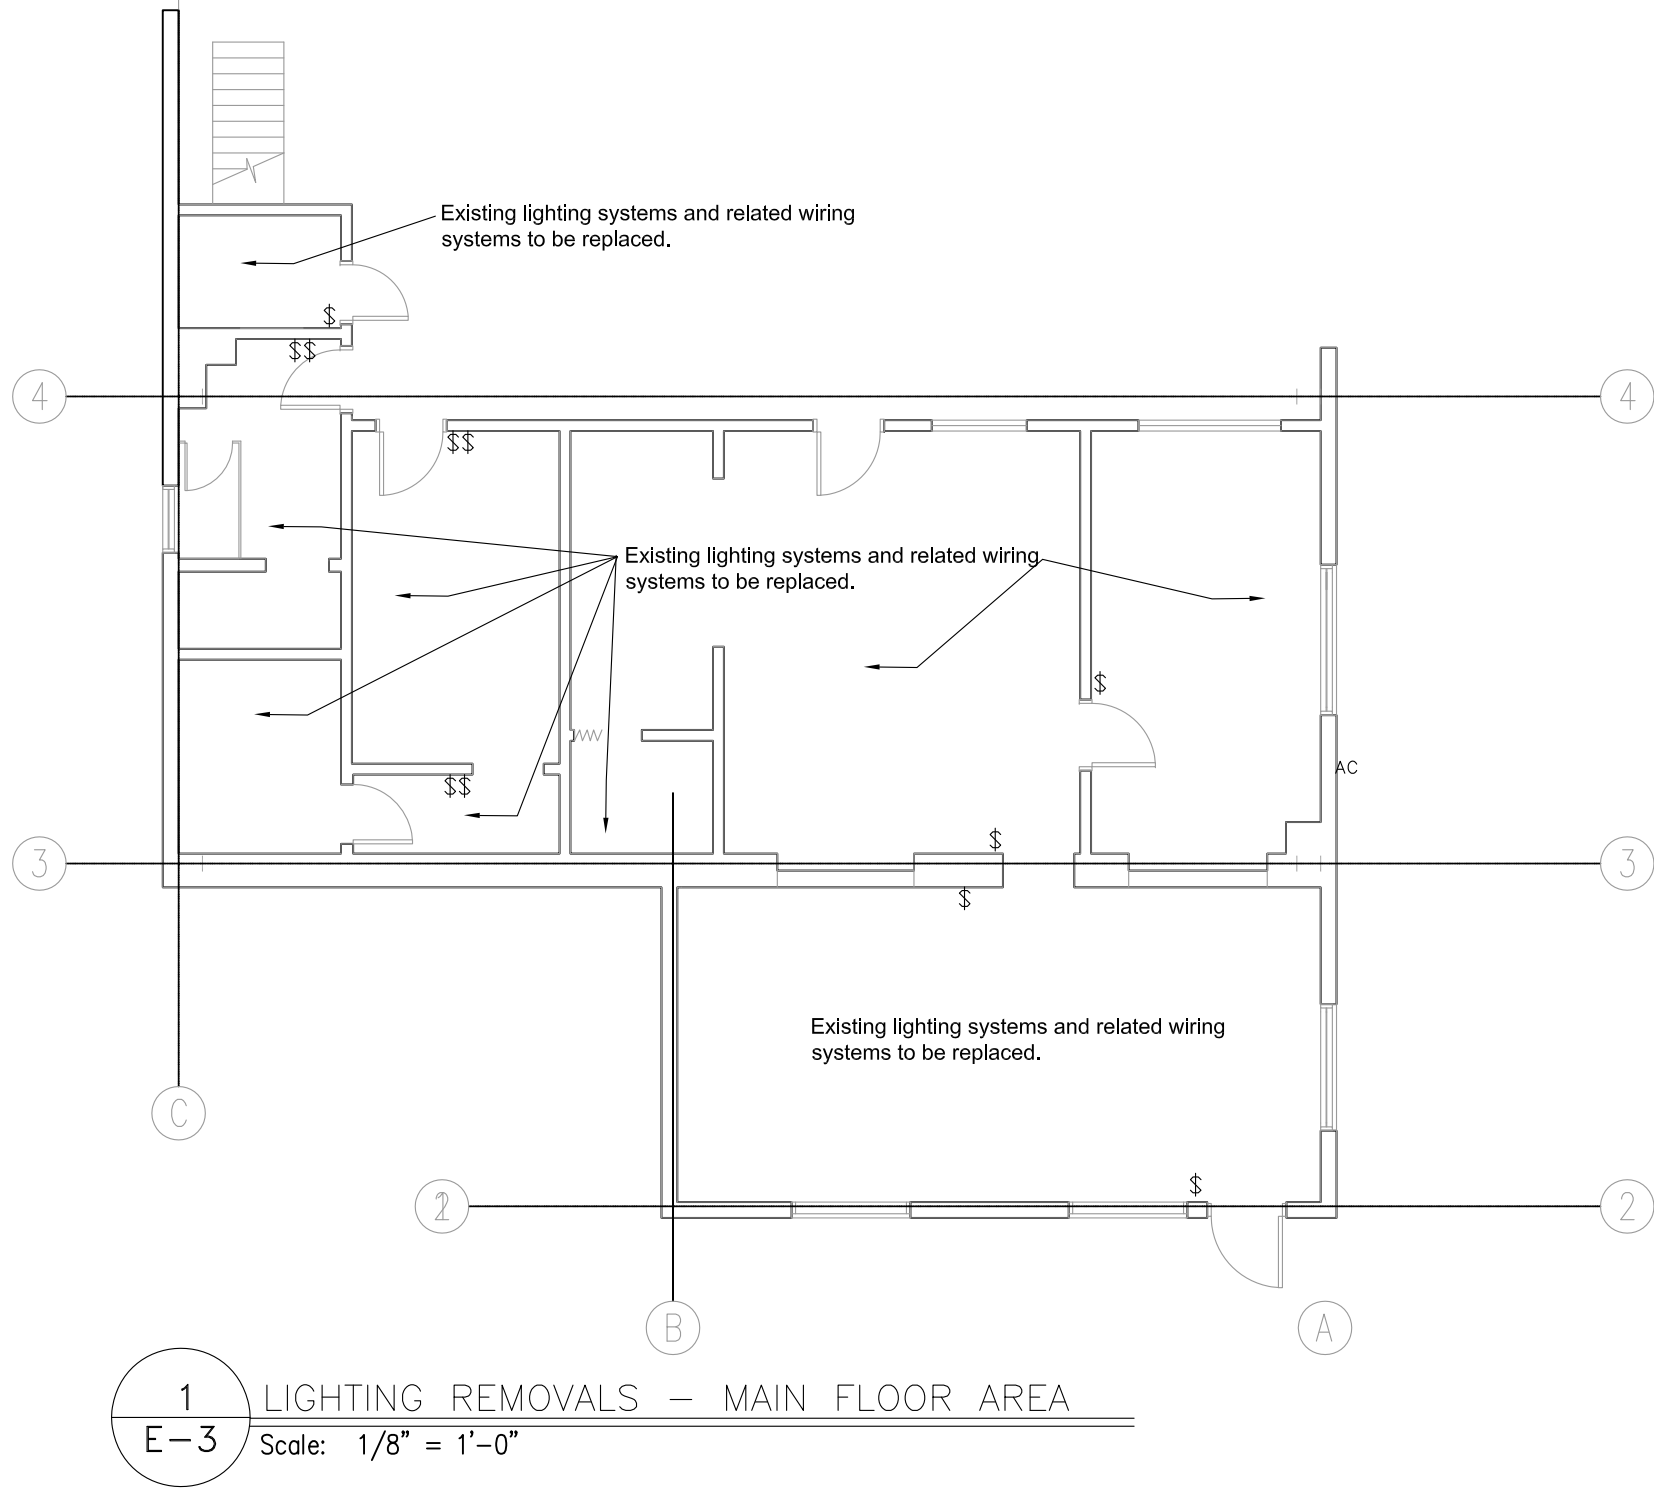 Existing lighting systems and related wiring
systems to be replaced.
$
$$
4
4
$$
Existing lighting systems and related wiring
systems to be replaced.
$
AC
$$
$
3
3
$
Existing lighting systems and related wiring
systems to be replaced.
C
$
2
2
B
A
1
LIGHTING REMOVALS – MAIN FLOOR AREA
E–3
Scale: 1/8" = 1'–0"